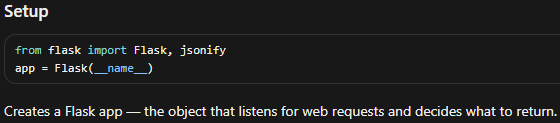 Setup
from flask import Flask, jsonify
app = Flask(__name__)
Creates a Flask app — the object that listens for web requests and decides what to return.